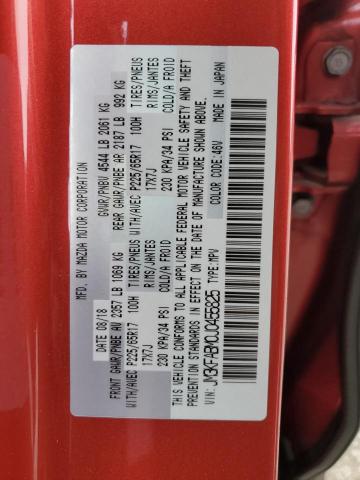 MFD. BY MAZDA MOTOR CORPORATION
DATE 08/18 GVWR/PNBV 4544 LB 2061 KG
FRONT GAWR/PNBE AV 2357 LB 1069 KG REAR GAWR/PNBE AR 2187 LB 992 KG
WITH/AVEC P225/65R17 100H TIRES/PNEUS WITH/AVEC P225/65R17 100H TIRES/PNEUS
17X7J RIMS/JANTES 17X7J RIMS/JANTES
230 KPA/34 PSI COLD/A FROID 230 KPA/34 PSI COLD/A FROID
THIS VEHICLE CONFORMS TO ALL APPLICABLE FEDERAL MOTOR VEHICLE SAFETY AND THEFT
PREVENTION STANDARDS IN EFFECT ON THE DATE OF MANUFACTURE SHOWN ABOVE.
COLOR CODE:46V MADE IN JAPAN
VIN: TYPE:MPV